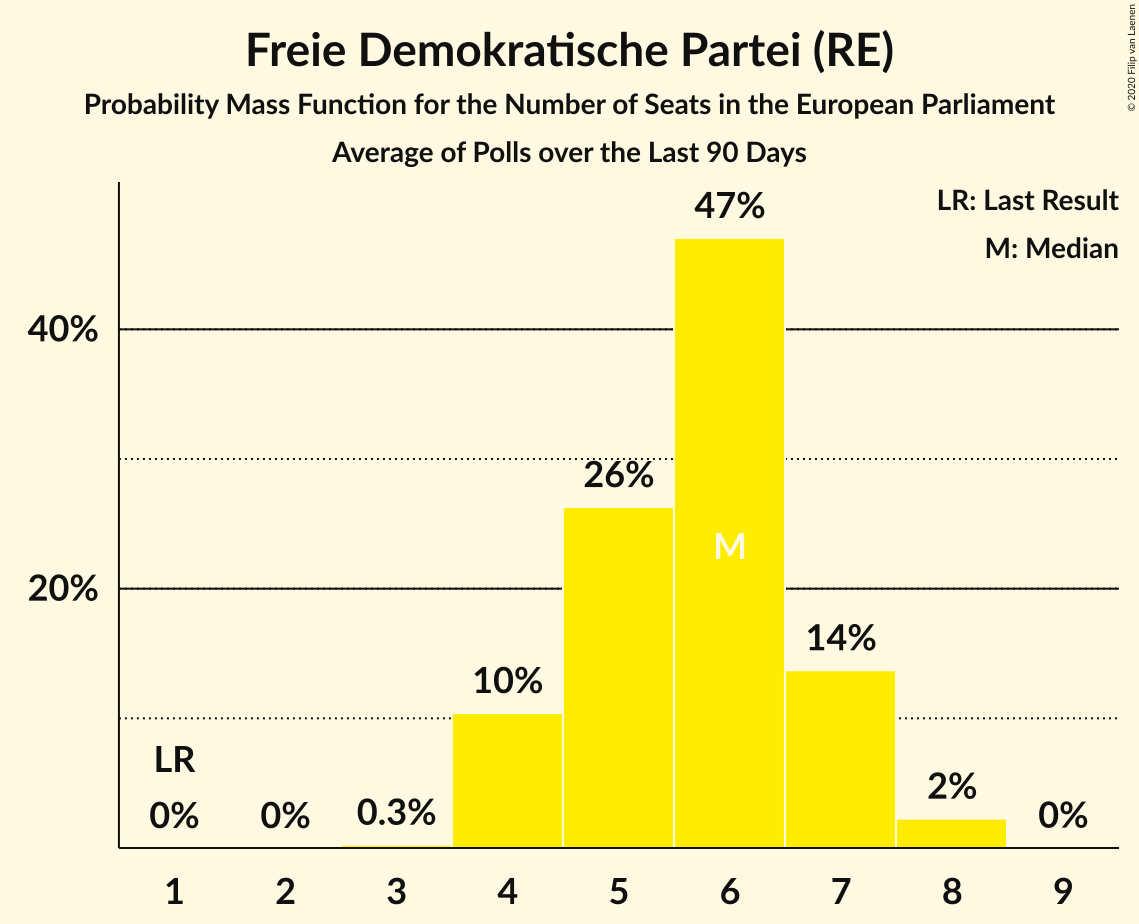 Freie Demokratische Partei (RE)
Probability Mass Function for the Number of Seats in the European Parliament
Average of Polls over the Last 90 Days
© 2020 Filip van Laenen
LR: Last Result
M: Median
47%
40%
26%
M
20%
14%
10%
LR
2%
0%
0%
0.3%
0%
1
2
3
4
5
6
7
8
9